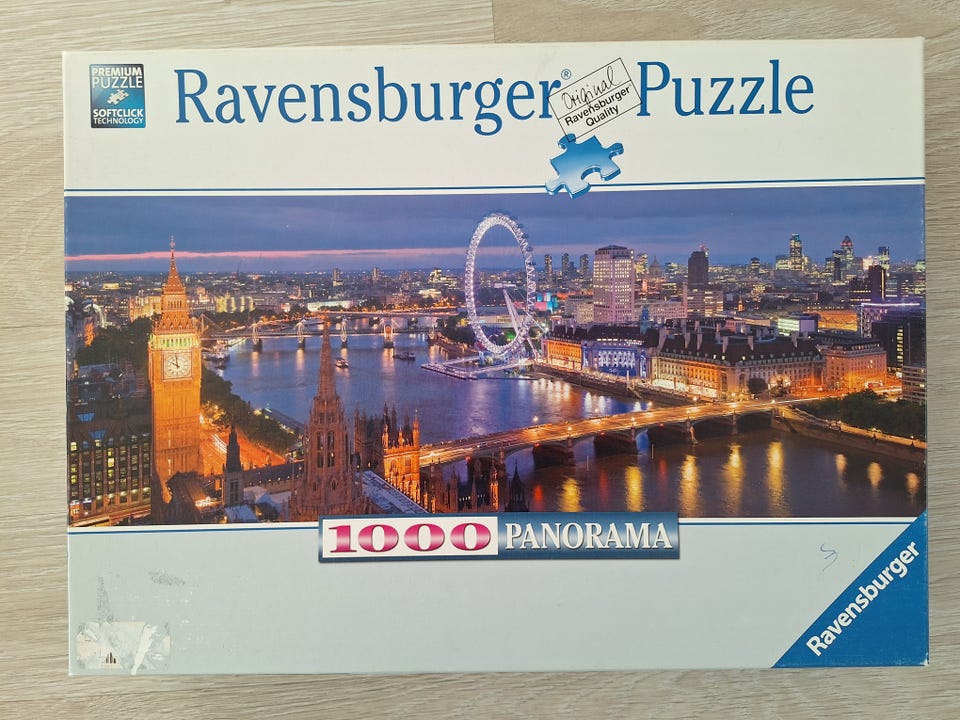 PREMIUM
PUZZLE
SOFTCLICK
TECHNOLOGY
Ravensburger® Puzzle
Original
Ravensburger®
Quality
1000 PANORAMA
Ravensburger